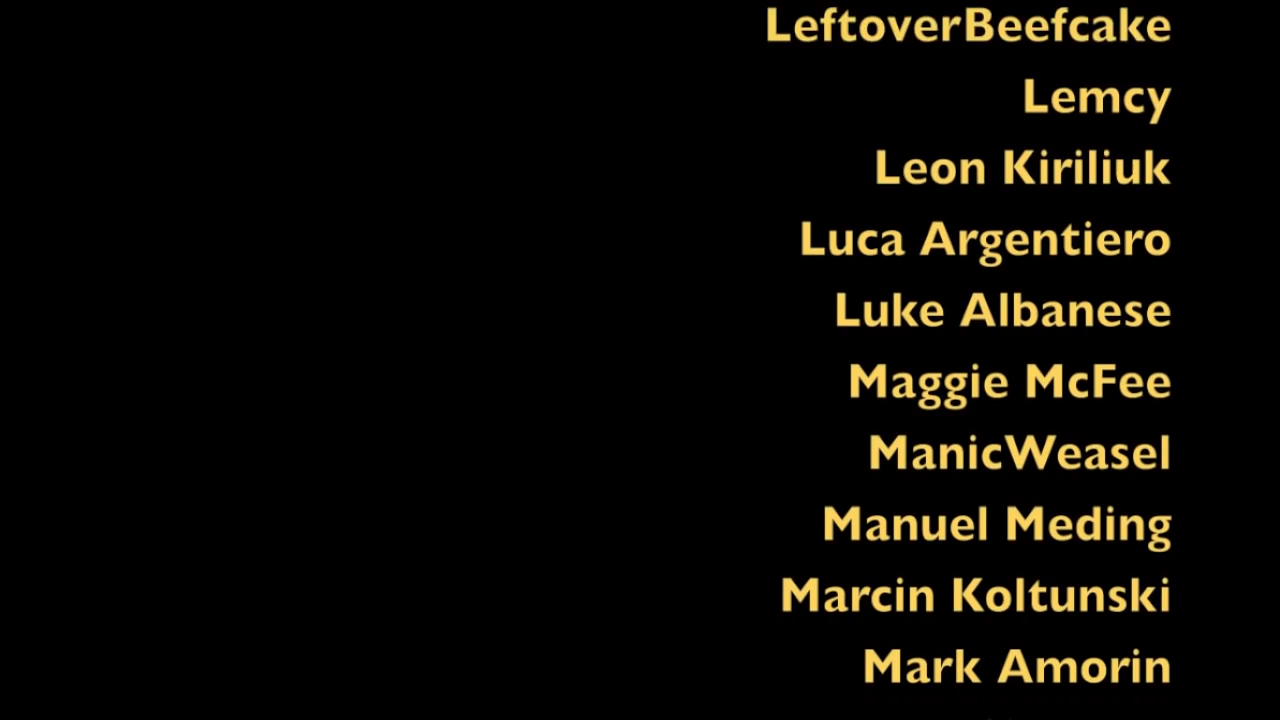 LeftoverBeefcake
Lemcy
Leon Kiriliuk
Luca Argentiero
Luke Albanese
Maggie McFee
ManicWeasel
Manuel Meding
Marcin Koltunski
Mark Amorin